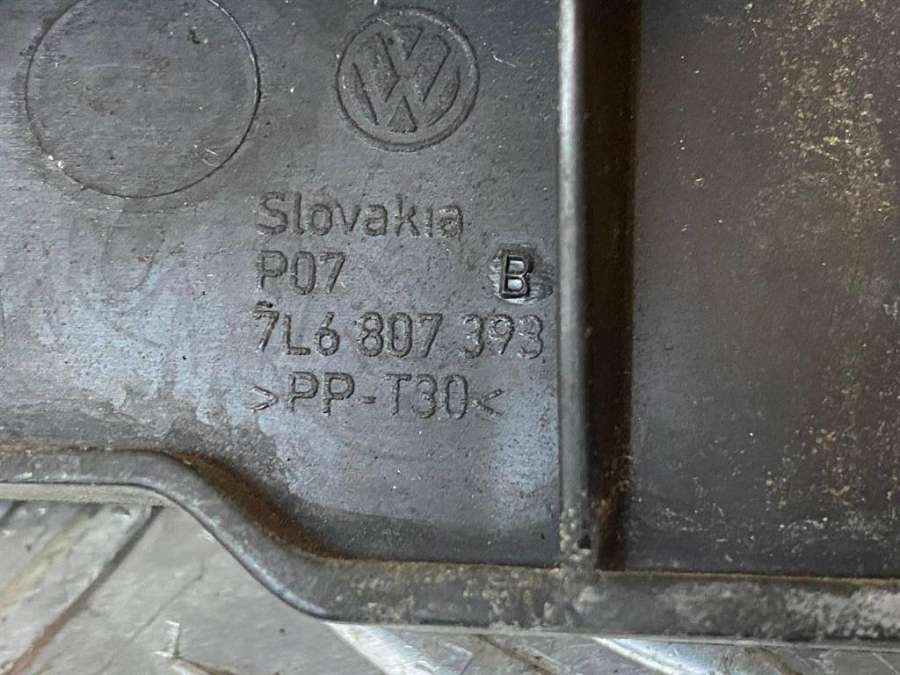 VW
Slovakia
P07 B
7L6 807 393
>PP-T30<